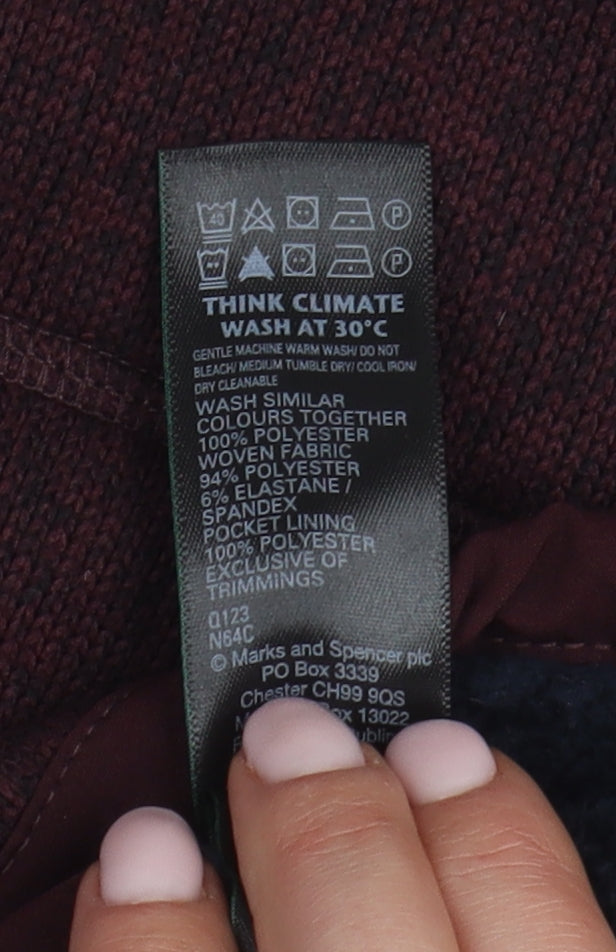 40 P
P
THINK CLIMATE
WASH AT 30°C
GENTLE MACHINE WARM WASH/ DO NOT
BLEACH/ MEDIUM TUMBLE DRY/ COOL IRON/
DRY CLEANABLE
WASH SIMILAR
COLOURS TOGETHER
100% POLYESTER
WOVEN FABRIC
94% POLYESTER
6% ELASTANE /
SPANDEX
POCKET LINING
100% POLYESTER
EXCLUSIVE OF
TRIMMINGS
Q123
N64C
© Marks and Spencer plc
PO Box 3339
Chester CH99 9QS
13022